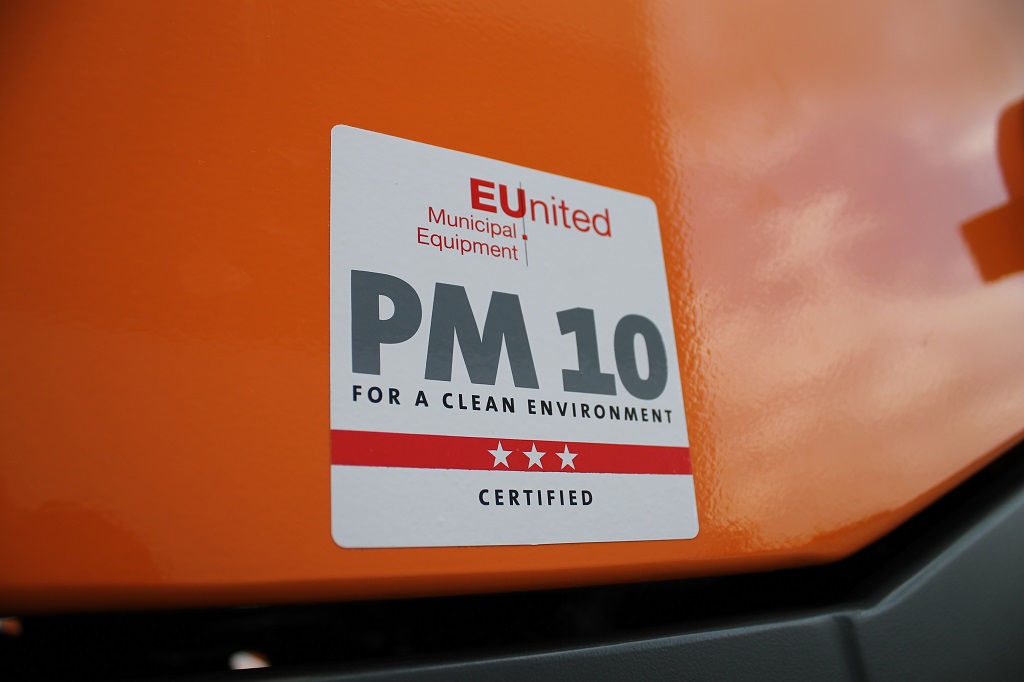 EUnited
Municipal
Equipment
PM 10
FOR A CLEAN ENVIRONMENT
CERTIFIED